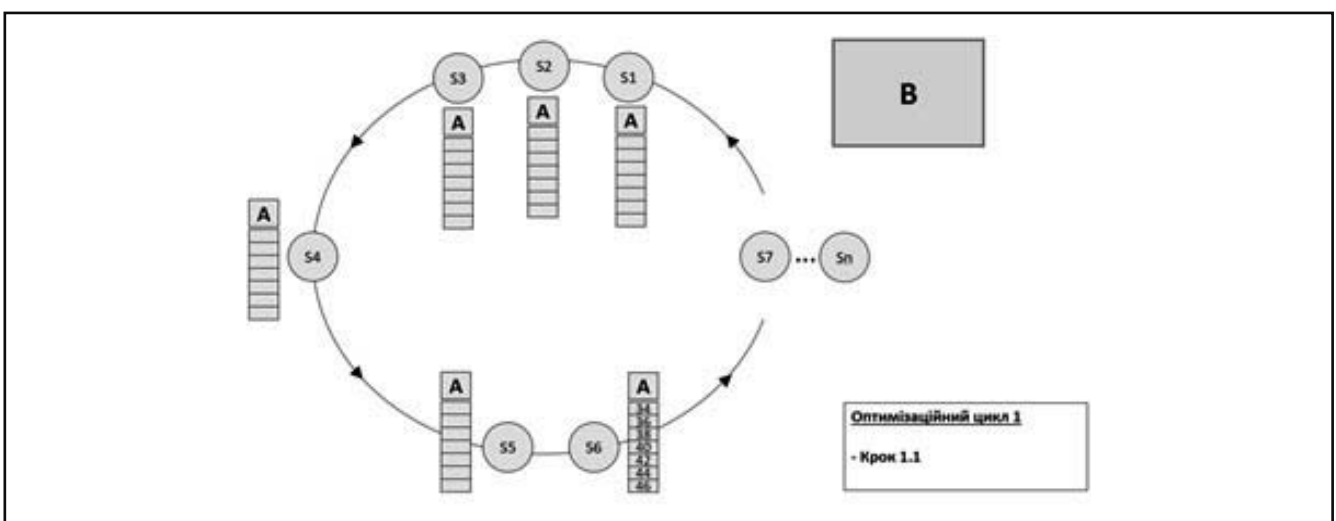 S2
S3
S1
B
A
A
A
A
S4
S7 ... Sn
A
A
34
36
38
40
42
44
46
S5
S6
Оптимізаційний цикл 1
- Крок 1.1